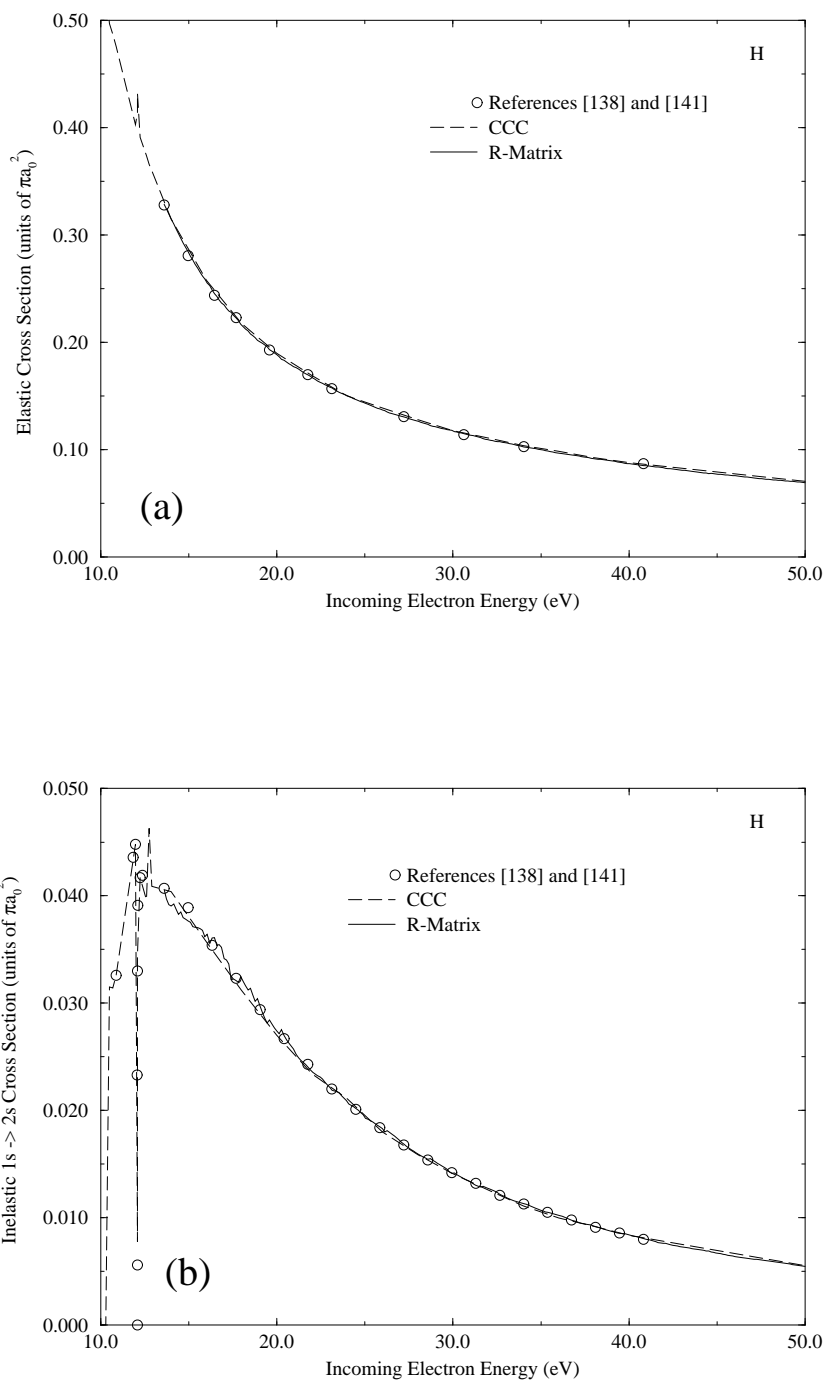 0.50
H
References [138] and [141]
CCC
R-Matrix
0.40
0.30
0.20
0.10
0.00
Elastic Cross Section (units of πa₀²)
(a)
10.0 20.0 30.0 40.0 50.0
Incoming Electron Energy (eV)
0.050
H
References [138] and [141]
CCC
R-Matrix
0.040
0.030
0.020
0.010
0.000
Inelastic 1s -> 2s Cross Section (units of πa₀²)
(b)
10.0 20.0 30.0 40.0 50.0
Incoming Electron Energy (eV)